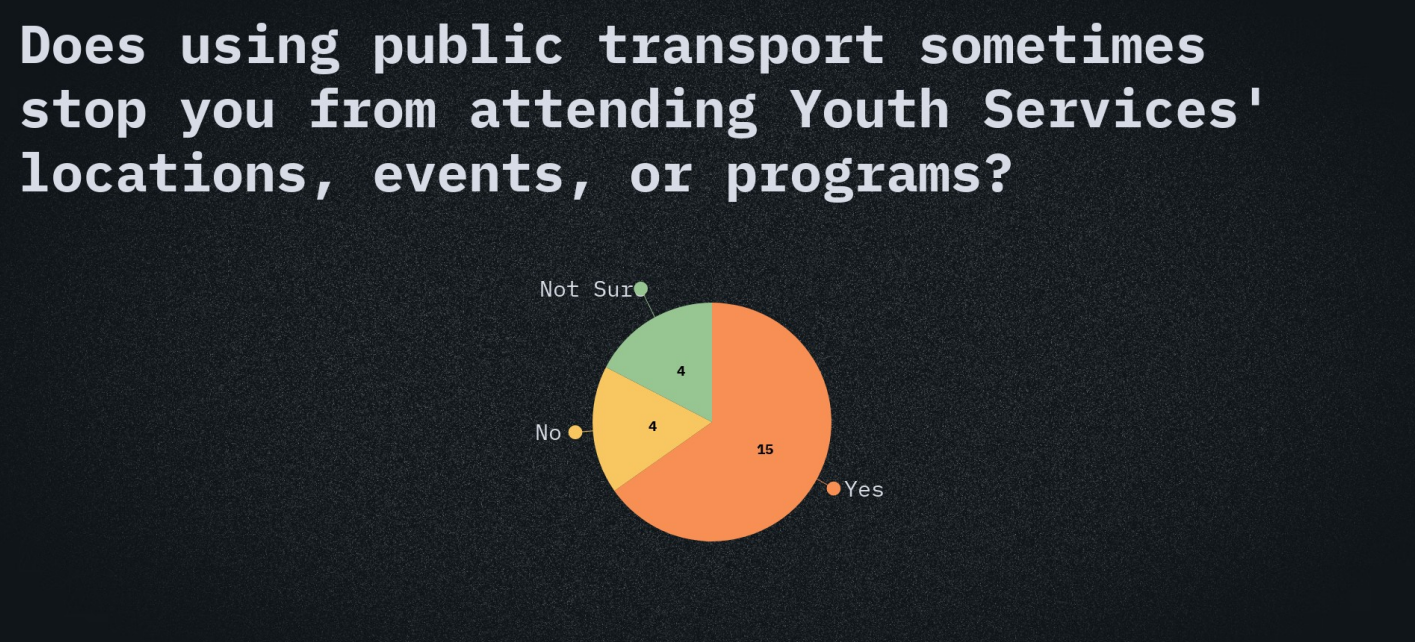 Does using public transport sometimes
stop you from attending Youth Services'
locations, events, or programs?
Not Sur
4
4
No
15
Yes